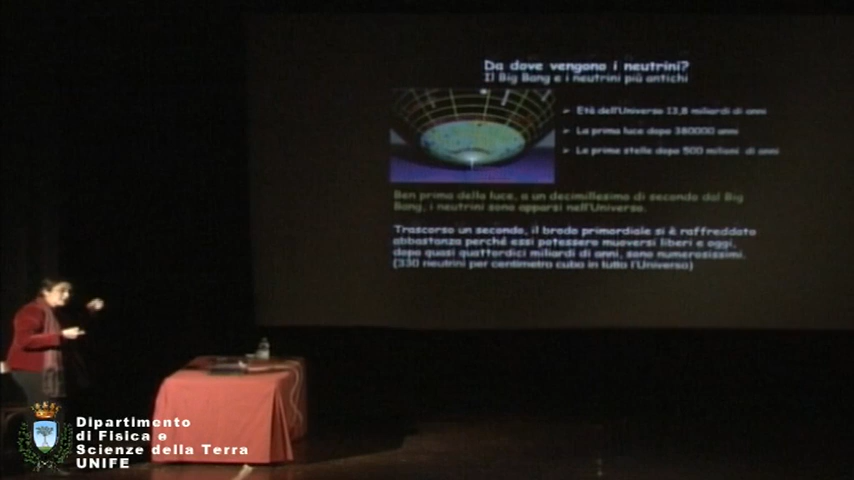 Da dove vengono i neutrini?
Il Big Bang e i neutrini più antichi
Età dell'Universo 13,8 miliardi di anni
La prima luce dopo 380000 anni
La prima stella dopo 500 milioni di anni
Ben prima della luce, a un decimillesimo di secondo dal Big
Bang, i neutrini sono apparsi nell'Universo.
Trascorso un secondo, il brodo primordiale si è raffreddato
abbastanza perché essi potessero muoversi liberi e oggi,
dopo quasi quattordici miliardi di anni, sono numerosissimi.
(330 neutrini per centimetro cubo in tutto l'Universo)
Dipartimento
di Fisica e
Scienze della Terra
UNIFE